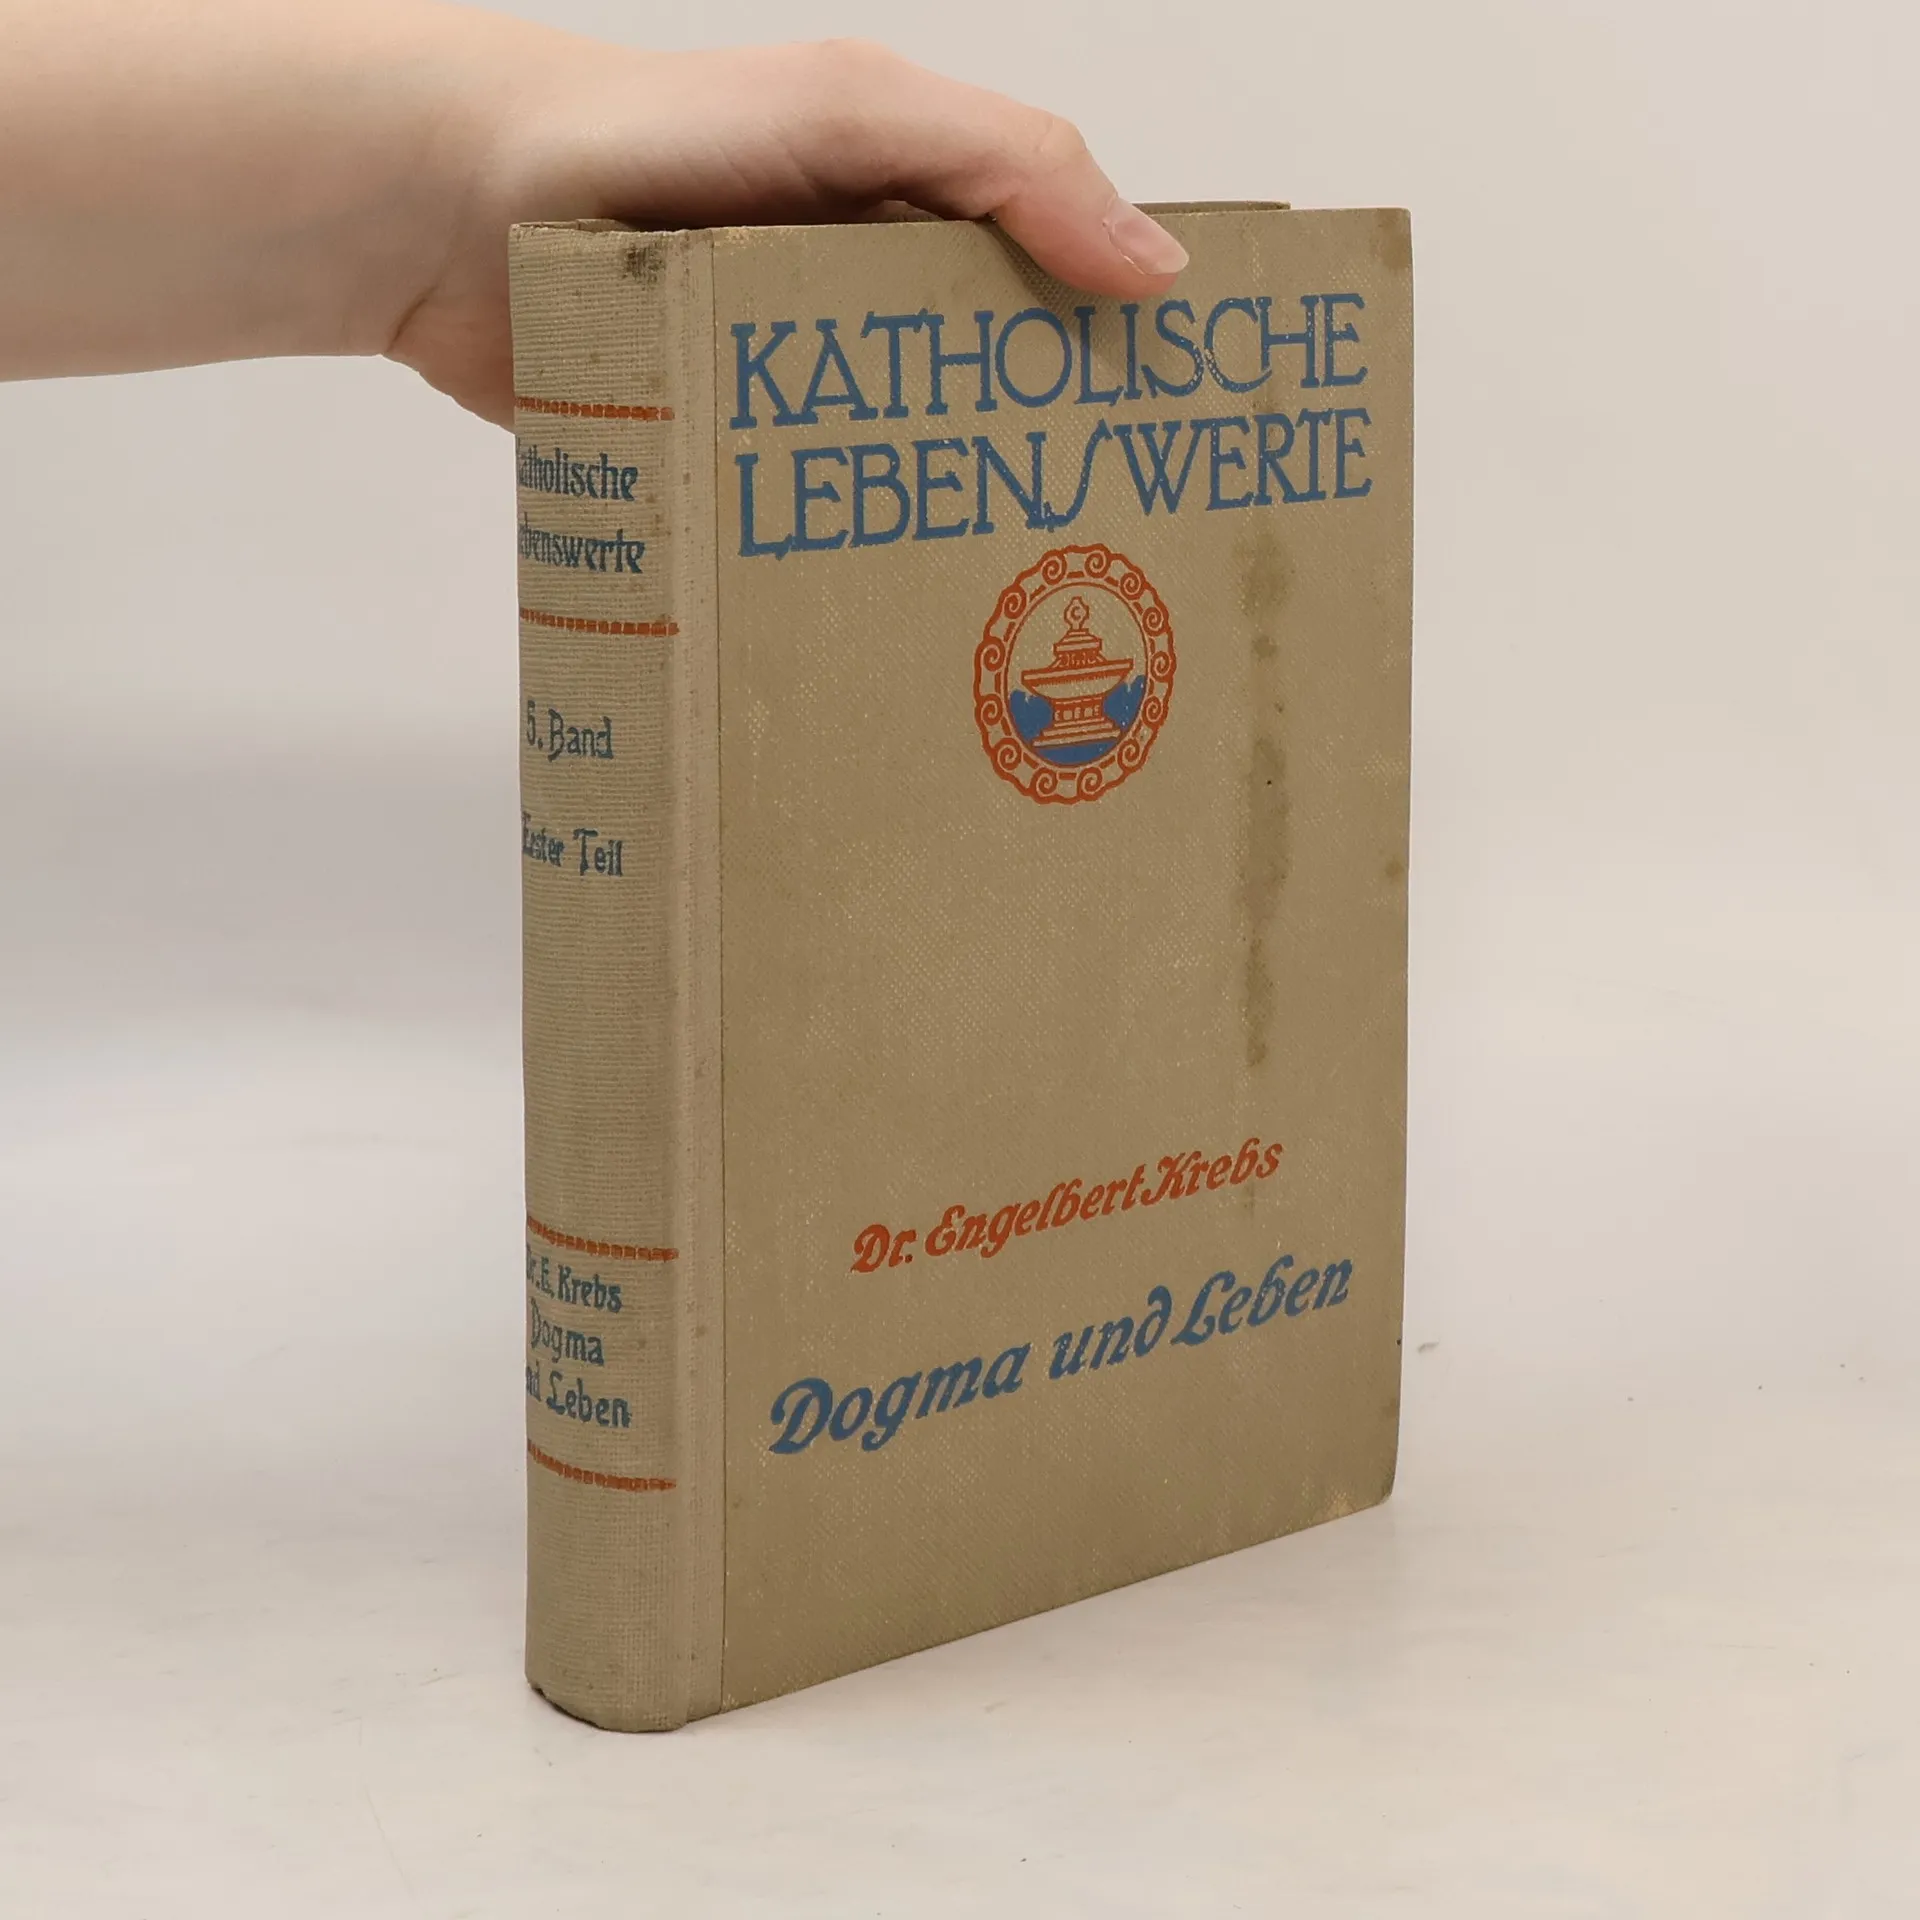 KATHOLISCHE
LEBENSWERTE
Dr. Engelbert Krebs
Dogma und Leben
Katholische
Lebenswerte
5. Band
Erster Teil
Dr. E. Krebs
Dogma
und Leben